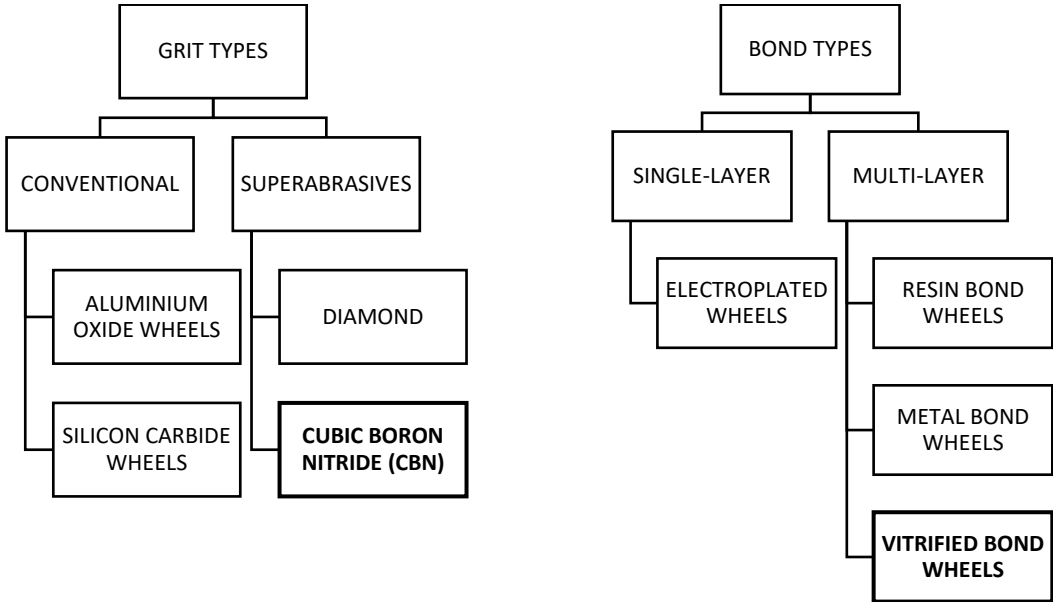 GRIT TYPES
CONVENTIONAL
SUPERABRASIVES
ALUMINIUM
OXIDE WHEELS
DIAMOND
SILICON CARBIDE
WHEELS
CUBIC BORON
NITRIDE (CBN)
BOND TYPES
SINGLE-LAYER
MULTI-LAYER
ELECTROPLATED
WHEELS
RESIN BOND
WHEELS
METAL BOND
WHEELS
VITRIFIED BOND
WHEELS